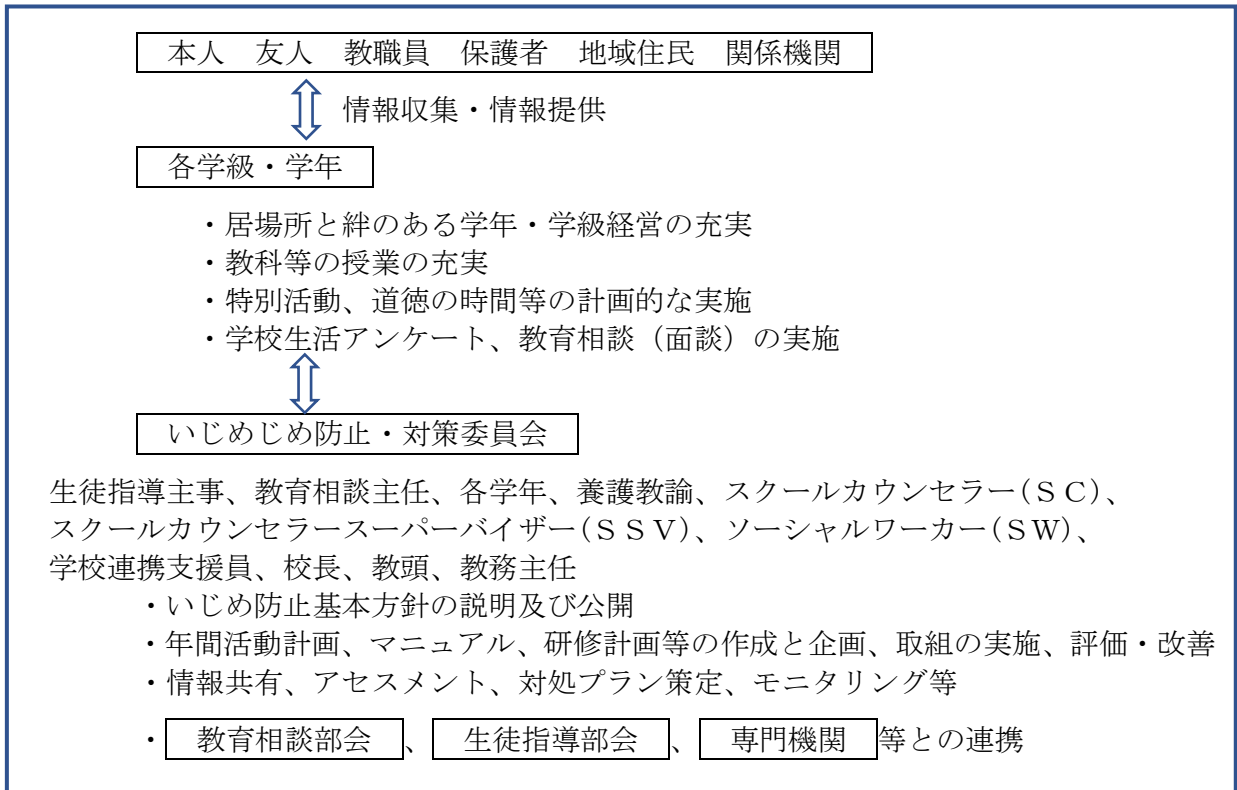 本人　友人　教職員　保護者　地域住民　関係機関
情報収集・情報提供
各学級・学年
・居場所と絆のある学年・学級経営の充実
・教科等の授業の充実
・特別活動、道徳の時間等の計画的な実施
・学校生活アンケート、教育相談（面談）の実施
いじめじめ防止・対策委員会
生徒指導主事、教育相談主任、各学年、養護教諭、スクールカウンセラー(ＳＣ)、
スクールカウンセラースーパーバイザー(ＳＳＶ)、ソーシャルワーカー(ＳＷ)、
学校連携支援員、校長、教頭、教務主任
・いじめ防止基本方針の説明及び公開
・年間活動計画、マニュアル、研修計画等の作成と企画、取組の実施、評価・改善
・情報共有、アセスメント、対処プラン策定、モニタリング等
・　教育相談部会　、　生徒指導部会　、　専門機関　等との連携